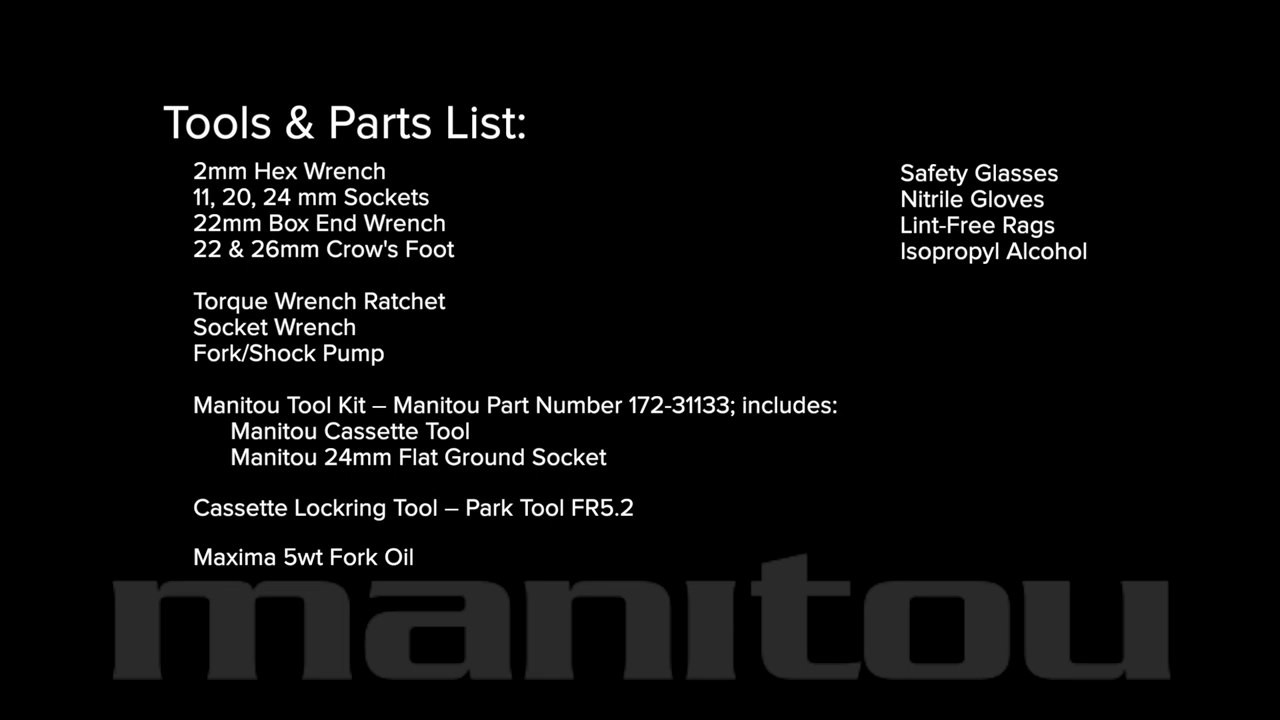 Tools & Parts List:
2mm Hex Wrench
11, 20, 24 mm Sockets
22mm Box End Wrench
22 & 26mm Crow's Foot
Torque Wrench Ratchet
Socket Wrench
Fork/Shock Pump
Manitou Tool Kit – Manitou Part Number 172-31133; includes:
Manitou Cassette Tool
Manitou 24mm Flat Ground Socket
Cassette Lockring Tool – Park Tool FR5.2
Maxima 5wt Fork Oil
Safety Glasses
Nitrile Gloves
Lint-Free Rags
Isopropyl Alcohol
manitou